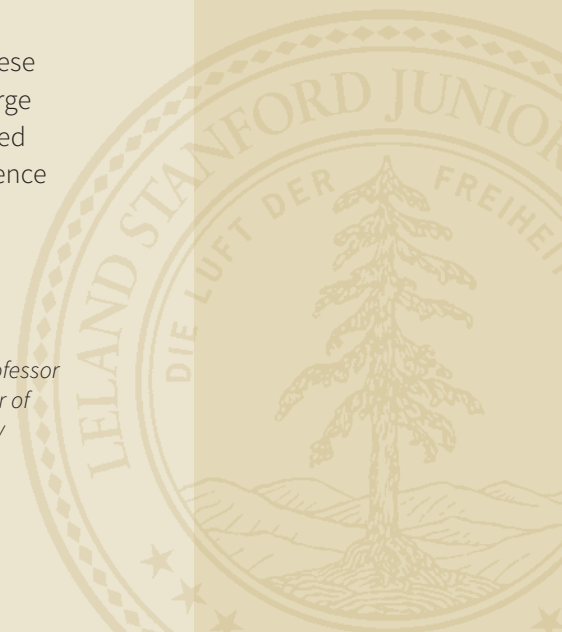 ese
rge
ed
ence
ofessor
r of
y
LELAND STANFORD JUNIOR
DIE LUFT DER FREIHEIT